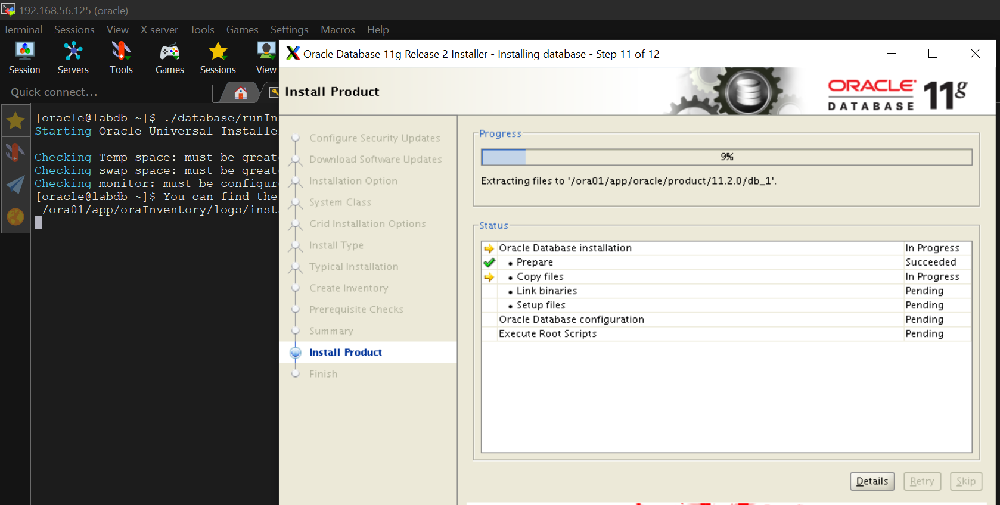 192.168.56.125 (oracle)
Terminal Sessions View X server Tools Games Settings Macros Help
Session Servers Tools Games Sessions View
Quick connect...
[oracle@labdb ~]$ ./database/runIn
Starting Oracle Universal Installe
Checking Temp space: must be great
Checking swap space: must be great
Checking monitor: must be configur
[oracle@labdb ~]$ You can find the
/ora01/app/oraInventory/logs/inst
Oracle Database 11g Release 2 Installer - Installing database - Step 11 of 12
Install Product
ORACLE
DATABASE
11g
Configure Security Updates
Download Software Updates
Installation Option
System Class
Grid Installation Options
Install Type
Typical Installation
Create Inventory
Prerequisite Checks
Summary
Install Product
Finish
Progress
9%
Extracting files to '/ora01/app/oracle/product/11.2.0/db_1'.
Status
Oracle Database installation In Progress
• Prepare Succeeded
• Copy files In Progress
• Link binaries Pending
• Setup files Pending
Oracle Database configuration Pending
Execute Root Scripts Pending
Details Retry Skip